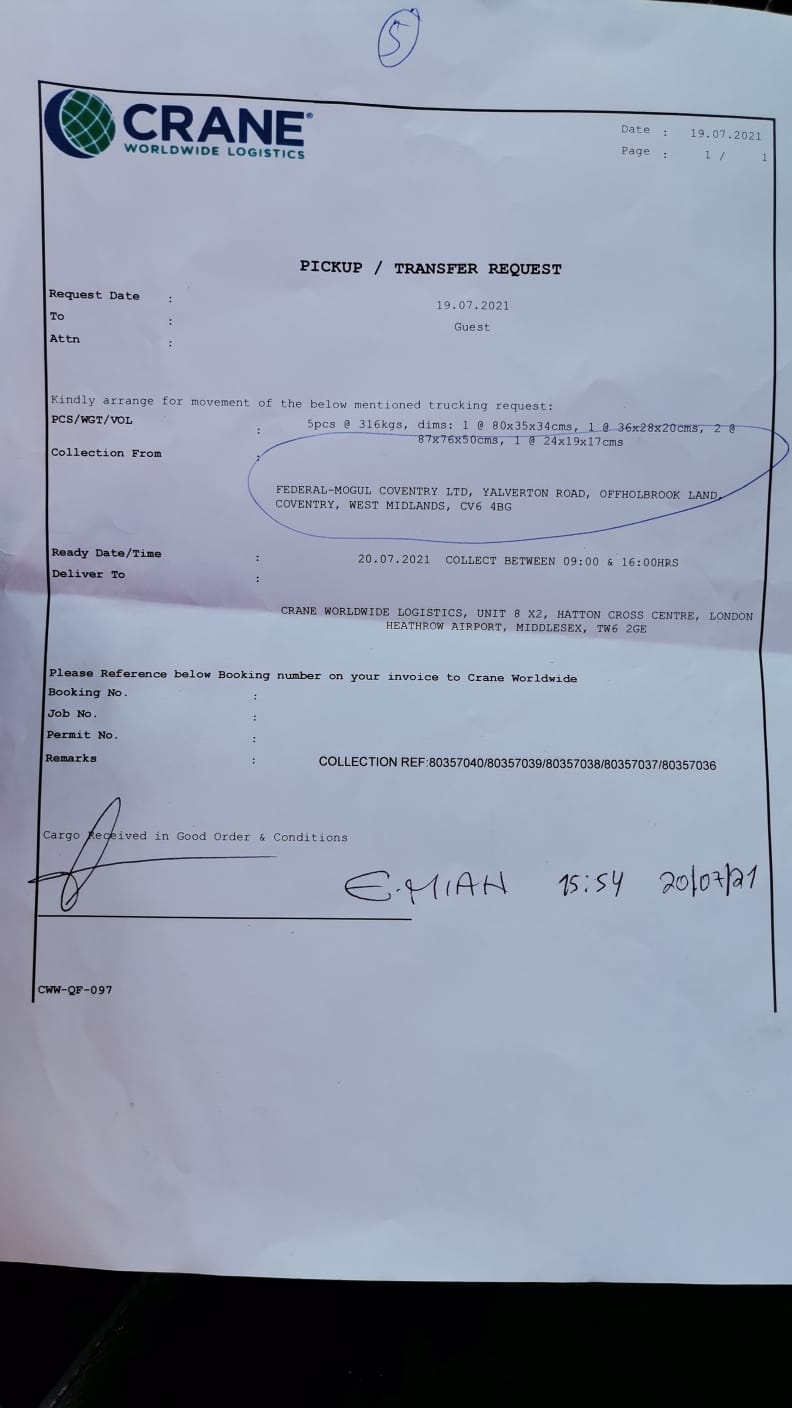 5
CRANE®
WORLDWIDE LOGISTICS
Date : 19.07.2021
Page : 1 / 1
PICKUP / TRANSFER REQUEST
Request Date : 19.07.2021
To : Guest
Attn :
Kindly arrange for movement of the below mentioned trucking request:
PCS/WGT/VOL : 5pcs @ 316kgs, dims: 1 @ 80x35x34cms, 1 @ 36x28x20cms, 2 @
87x76x50cms, 1 @ 24x19x17cms
Collection From :
FEDERAL-MOGUL COVENTRY LTD, YALVERTON ROAD, OFFHOLBROOK LAND,
COVENTRY, WEST MIDLANDS, CV6 4BG
Ready Date/Time : 20.07.2021 COLLECT BETWEEN 09:00 & 16:00HRS
Deliver To :
CRANE WORLDWIDE LOGISTICS, UNIT 8 X2, HATTON CROSS CENTRE, LONDON
HEATHROW AIRPORT, MIDDLESEX, TW6 2GE
Please Reference below Booking number on your invoice to Crane Worldwide
Booking No. :
Job No. :
Permit No. :
Remarks : COLLECTION REF:80357040/80357039/80357038/80357037/80357036
Cargo Received in Good Order & Conditions
E.MIAH 15:54 20/07/21
CWW-QF-097